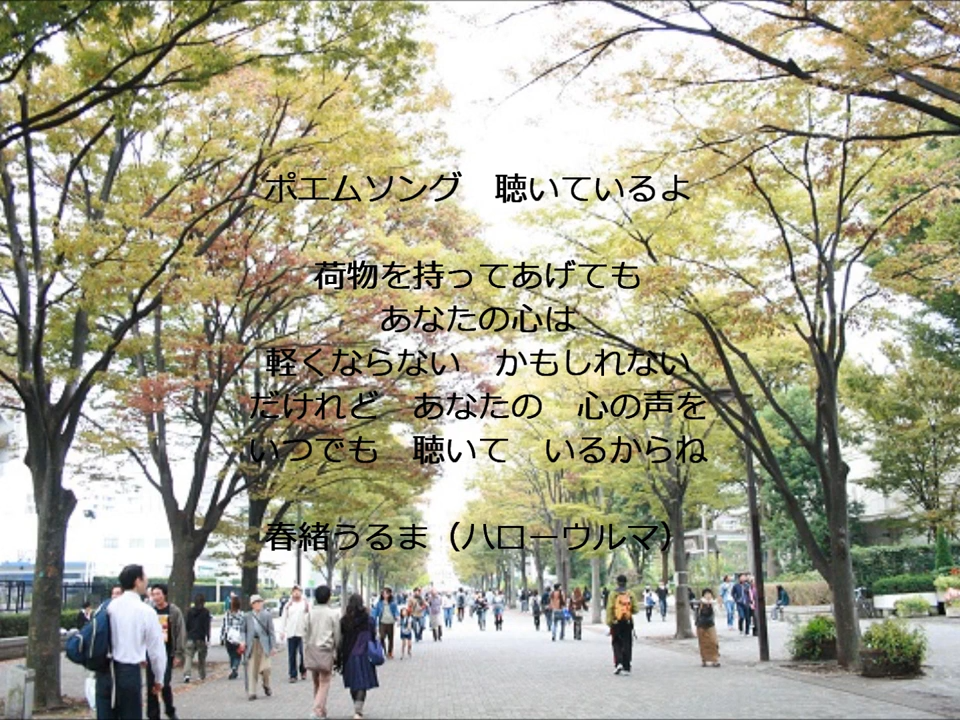 ポエムソング　聴いているよ
荷物を持ってあげても
あなたの心は
軽くならない　かもしれない
だけれど　あなたの　心の声を
いつでも　聴いて　いるからね
春緒うるま（ハローウルマ）